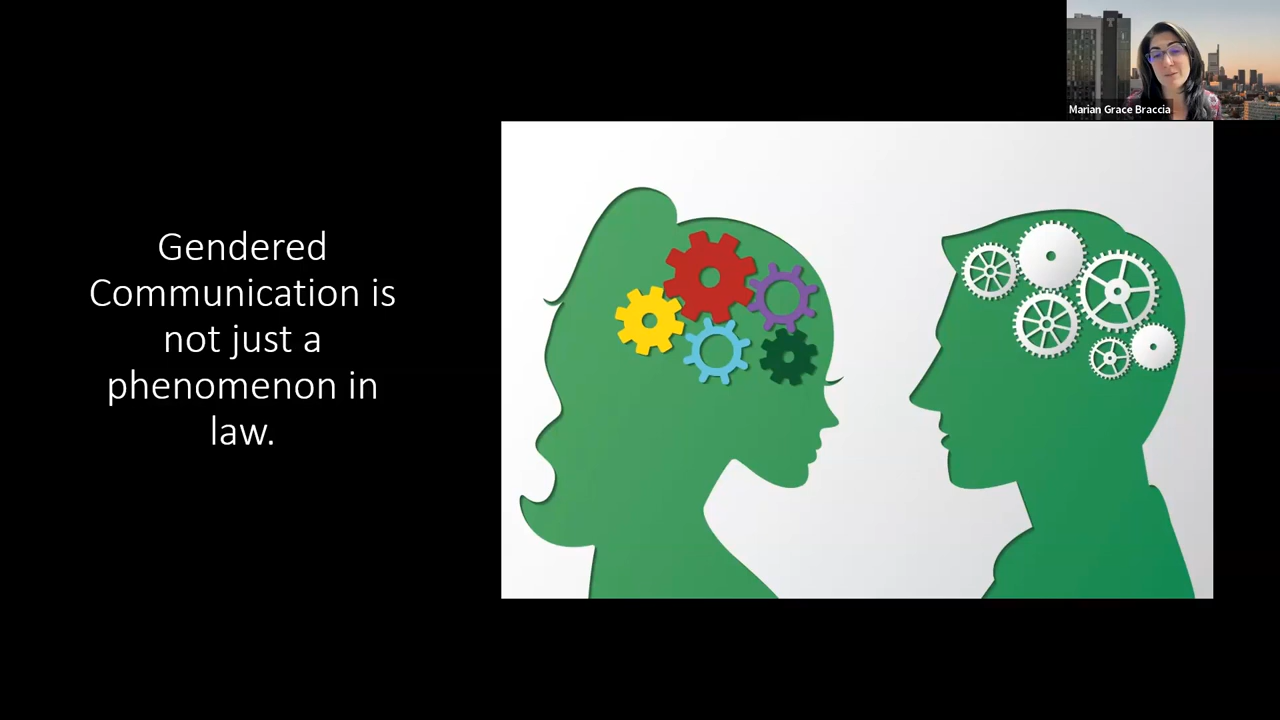 Marian Grace Braccia
Gendered
Communication is
not just a
phenomenon in
law.